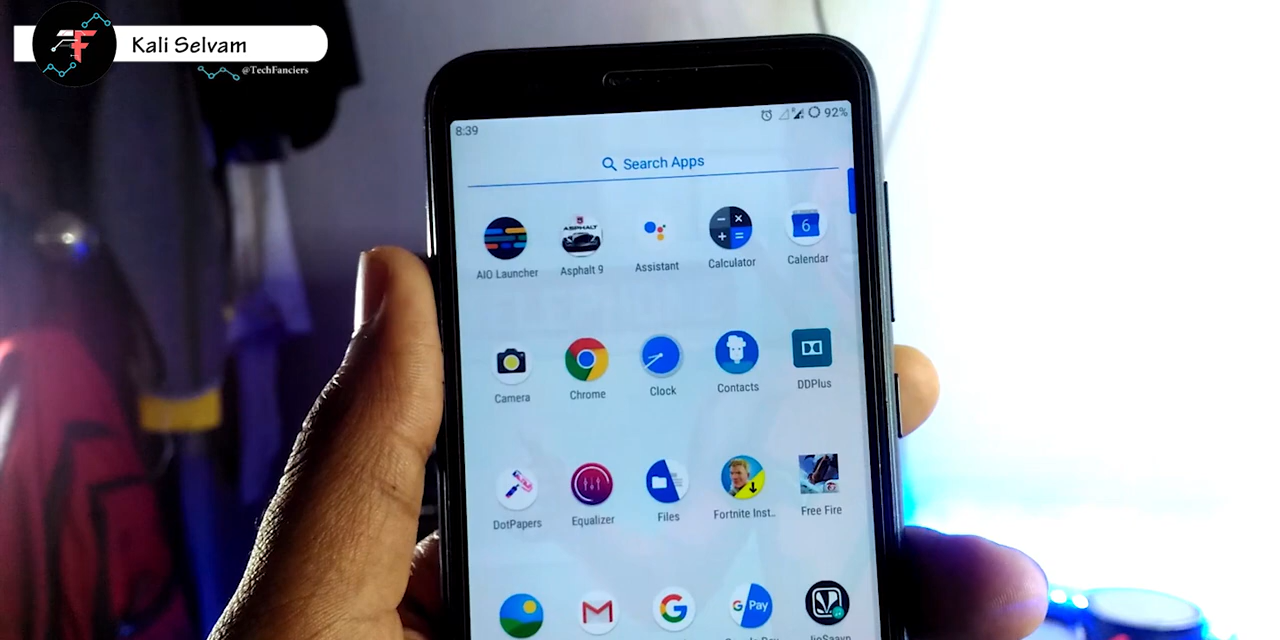 Kali Selvam
@TechFanciers
8:39
92%
Search Apps
AIO Launcher
Asphalt 9
Assistant
Calculator
Calendar
ASPHALT
6
Camera
Chrome
Clock
Contacts
DDPlus
DotPapers
Equalizer
Files
Fortnite Inst..
Free Fire
G Pay